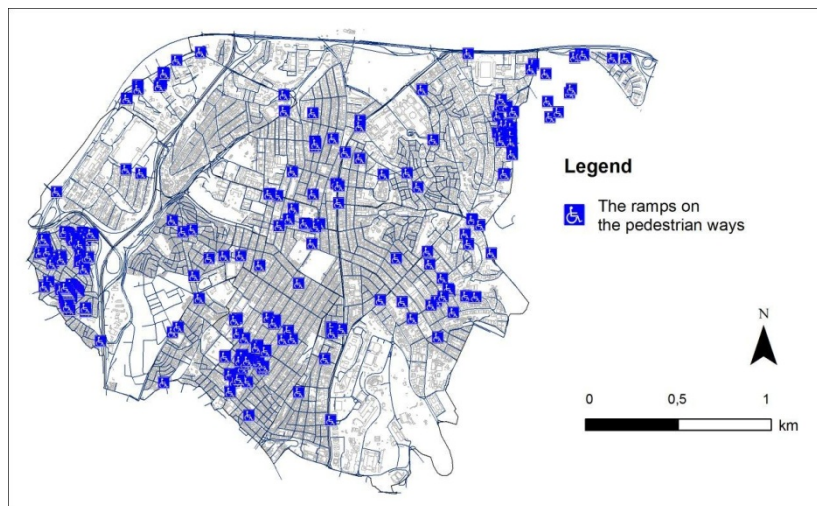 Legend
The ramps on
the pedestrian ways
N
0 0,5 1
km